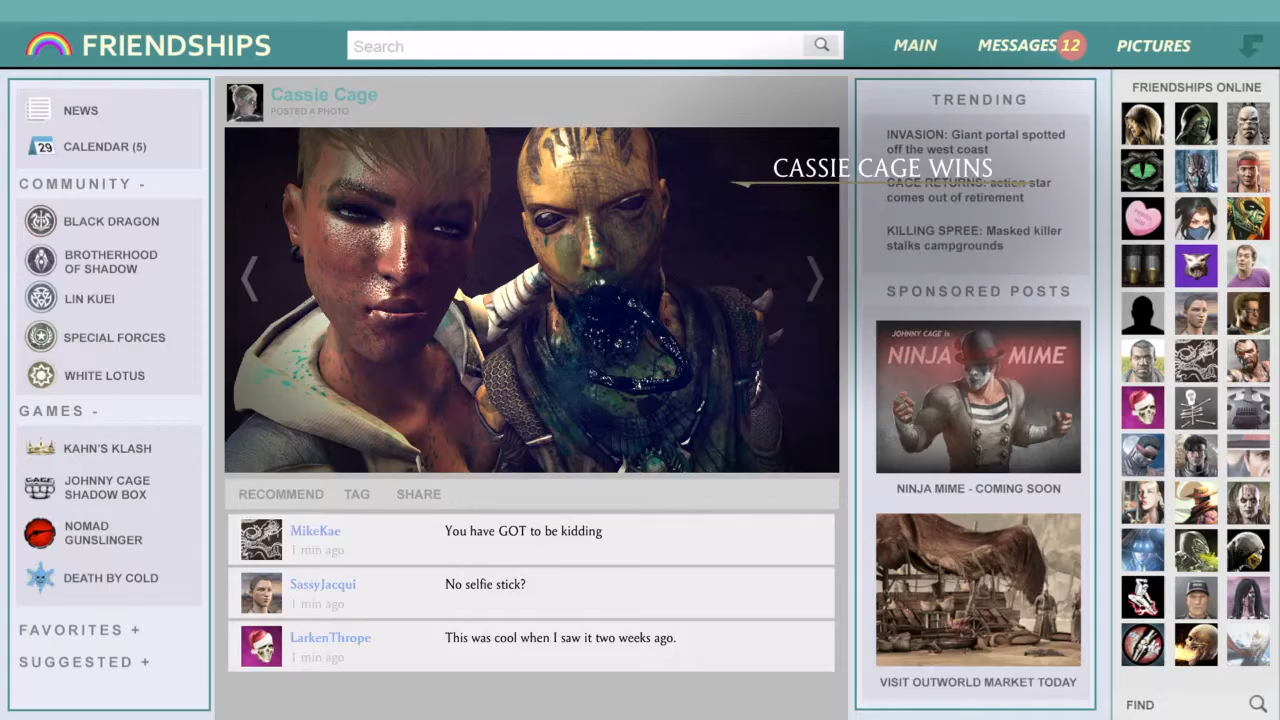 FRIENDSHIPS
Search
MAIN
MESSAGES 12
PICTURES
NEWS
29
CALENDAR (5)
COMMUNITY -
BLACK DRAGON
BROTHERHOOD
OF SHADOW
LIN KUEI
SPECIAL FORCES
WHITE LOTUS
GAMES -
KAHN'S KLASH
CAGE
JOHNNY CAGE
SHADOW BOX
NOMAD
GUNSLINGER
DEATH BY COLD
FAVORITES +
SUGGESTED +
Cassie Cage
POSTED A PHOTO
RECOMMEND TAG SHARE
MikeKae
You have GOT to be kidding
1 min ago
SassyJacqui
No selfie stick?
1 min ago
LarkenThrope
This was cool when I saw it two weeks ago.
1 min ago
TRENDING
INVASION: Giant portal spotted
off the west coast
CASSIE CAGE WINS
CAGE RETURNS: action star
comes out of retirement
KILLING SPREE: Masked killer
stalks campgrounds
SPONSORED POSTS
JOHNNY CAGE is
NINJA MIME
NINJA MIME - COMING SOON
VISIT OUTWORLD MARKET TODAY
FRIENDSHIPS ONLINE
FIND